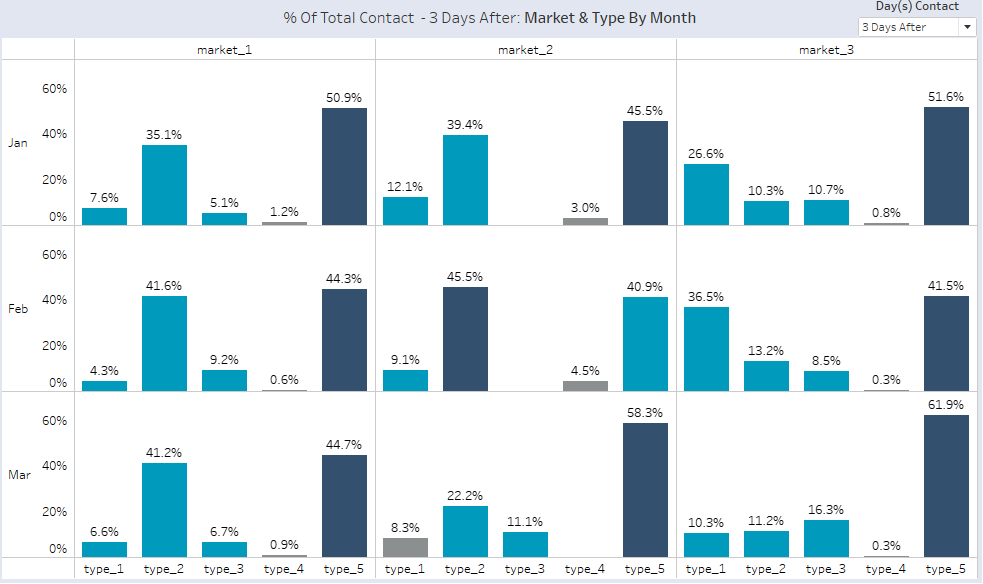 % Of Total Contact - 3 Days After: Market & Type By Month
Day(s) Contact
3 Days After
market_1 market_2 market_3
Jan
60%
40%
20%
0%
7.6% 35.1% 5.1% 1.2% 50.9%
12.1% 39.4% 3.0% 45.5%
26.6% 10.3% 10.7% 0.8% 51.6%
Feb
60%
40%
20%
0%
4.3% 41.6% 9.2% 0.6% 44.3%
9.1% 45.5% 4.5% 40.9%
36.5% 13.2% 8.5% 0.3% 41.5%
Mar
60%
40%
20%
0%
6.6% 41.2% 6.7% 0.9% 44.7%
8.3% 22.2% 11.1% 58.3%
10.3% 11.2% 16.3% 0.3% 61.9%
type_1 type_2 type_3 type_4 type_5 type_1 type_2 type_3 type_4 type_5 type_1 type_2 type_3 type_4 type_5